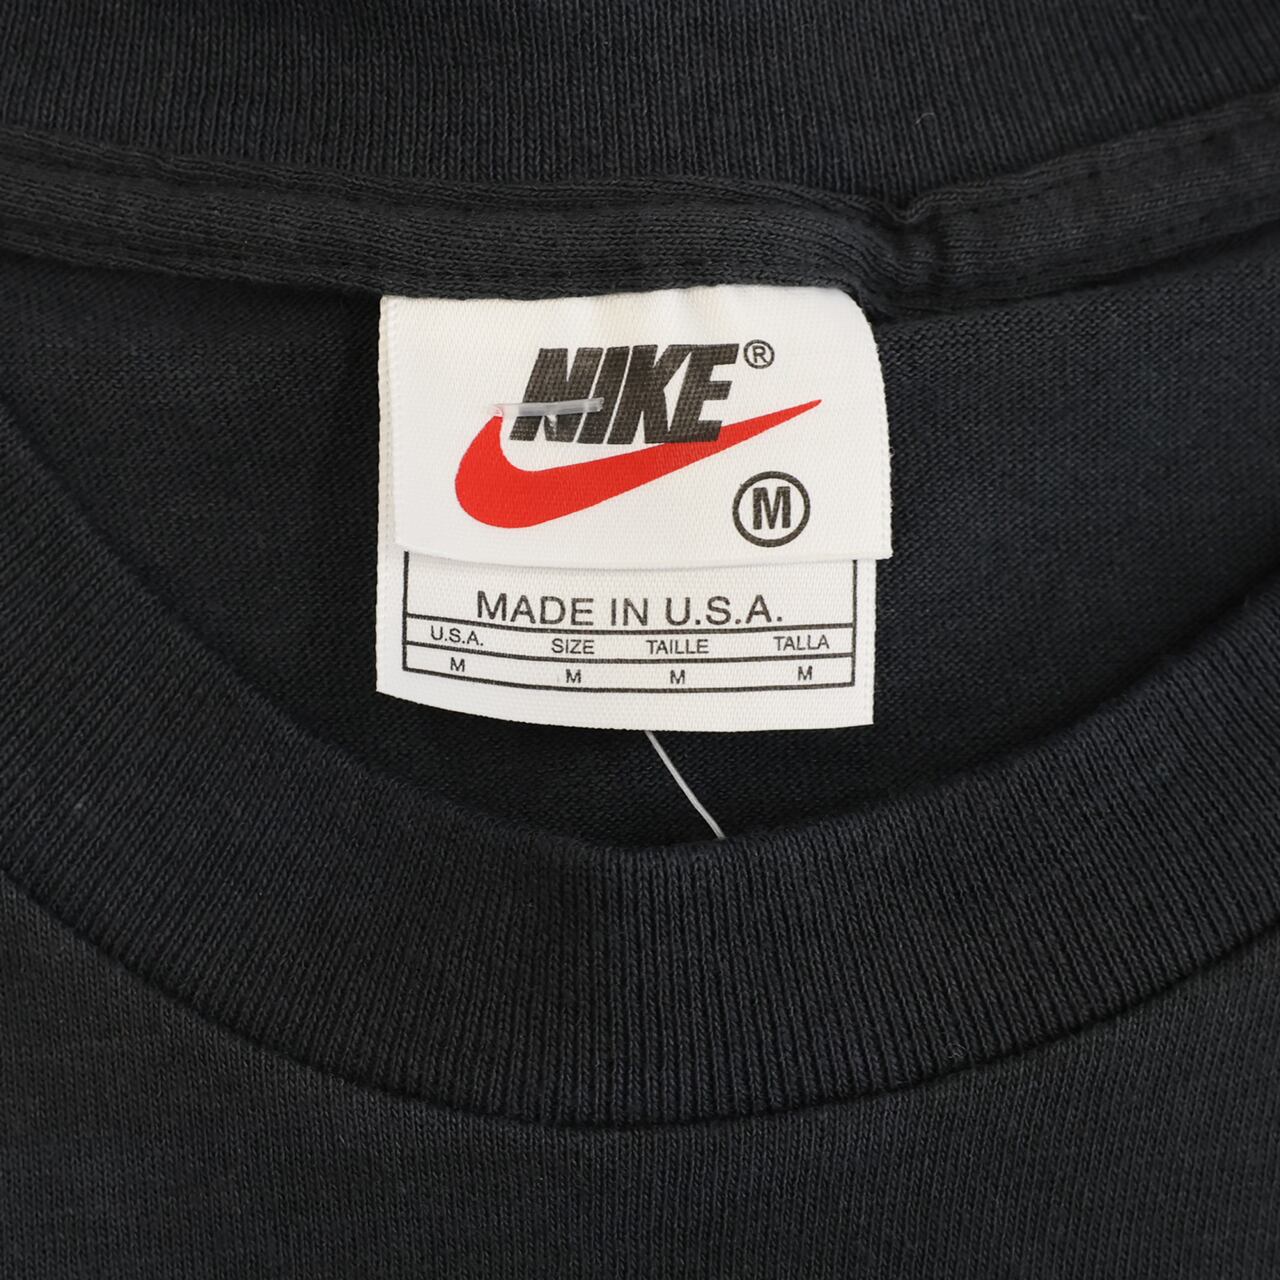 NIKE®
M
MADE IN U.S.A.
U.S.A. SIZE TAILLE TALLA
M M M M